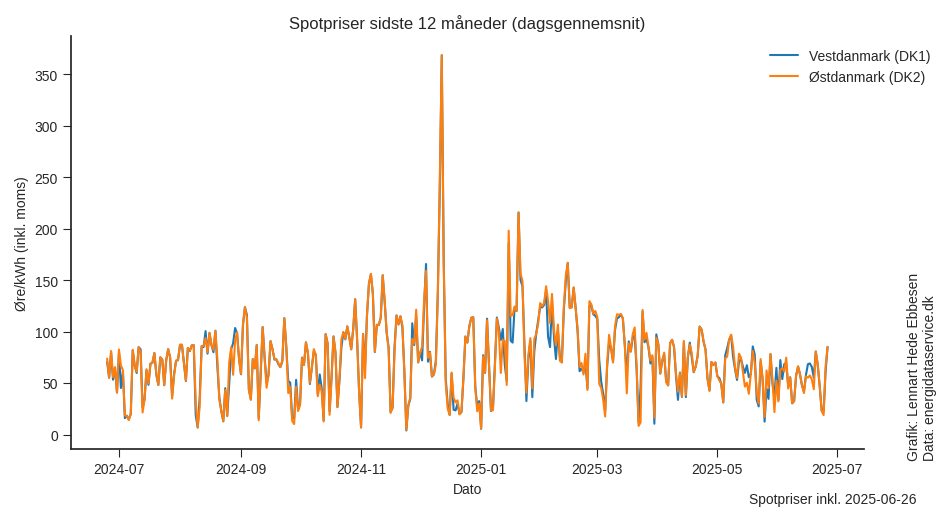 Spotpriser sidste 12 måneder (dagsgennemsnit)
Vestdanmark (DK1)
Østdanmark (DK2)
Øre/kWh (inkl. moms)
350
300
250
200
150
100
50
0
2024-07
2024-09
2024-11
2025-01
2025-03
2025-05
2025-07
Dato
Grafik: Lennart Hede Ebbesen
Data: energidataservice.dk
Spotpriser inkl. 2025-06-26